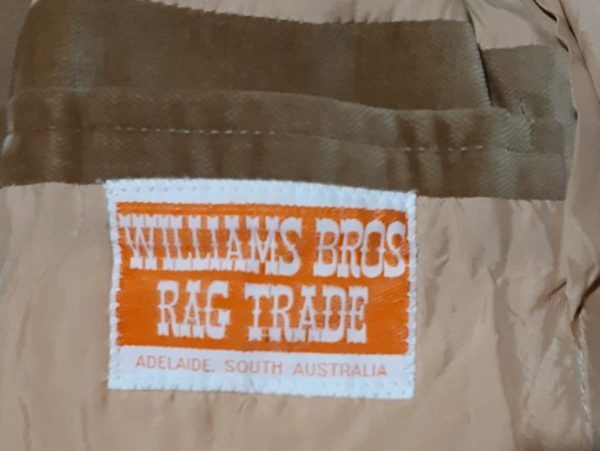 WILLIAMS BROS
RAG TRADE
ADELAIDE. SOUTH AUSTRALIA